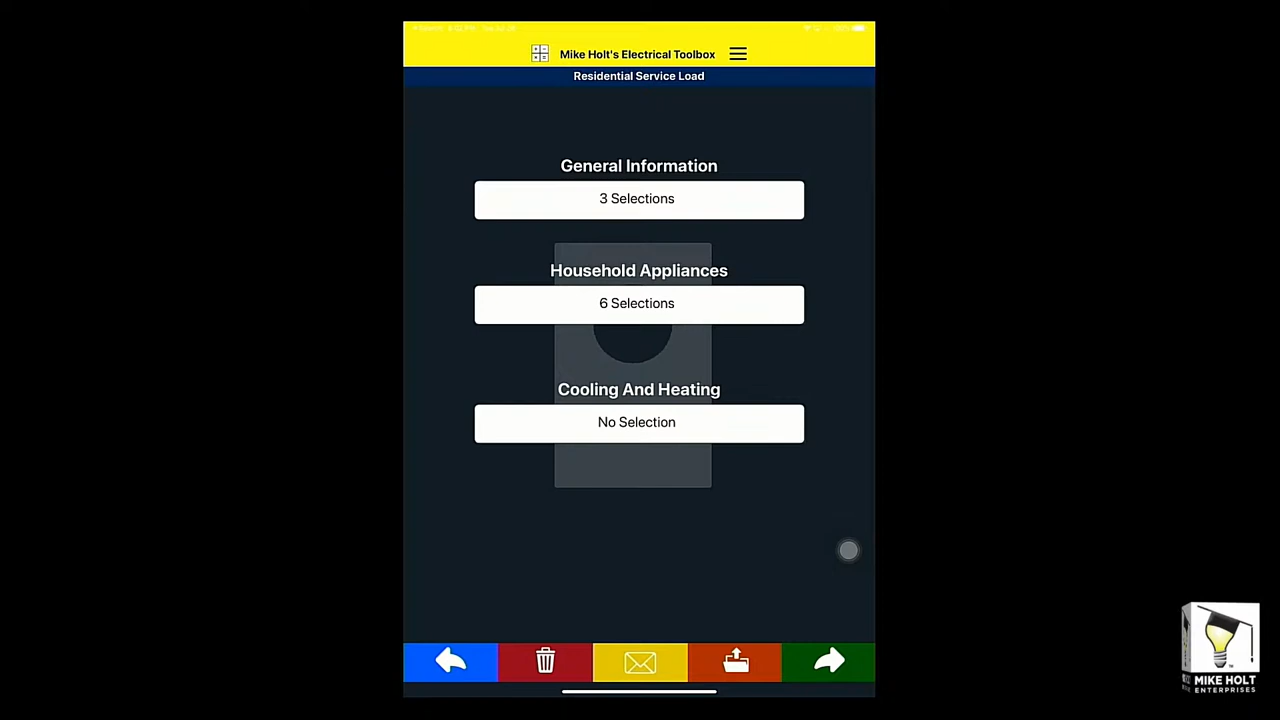 Mike Holt's Electrical Toolbox
Residential Service Load
General Information
3 Selections
Household Appliances
6 Selections
Cooling And Heating
No Selection
MIKE HOLT
ENTERPRISES